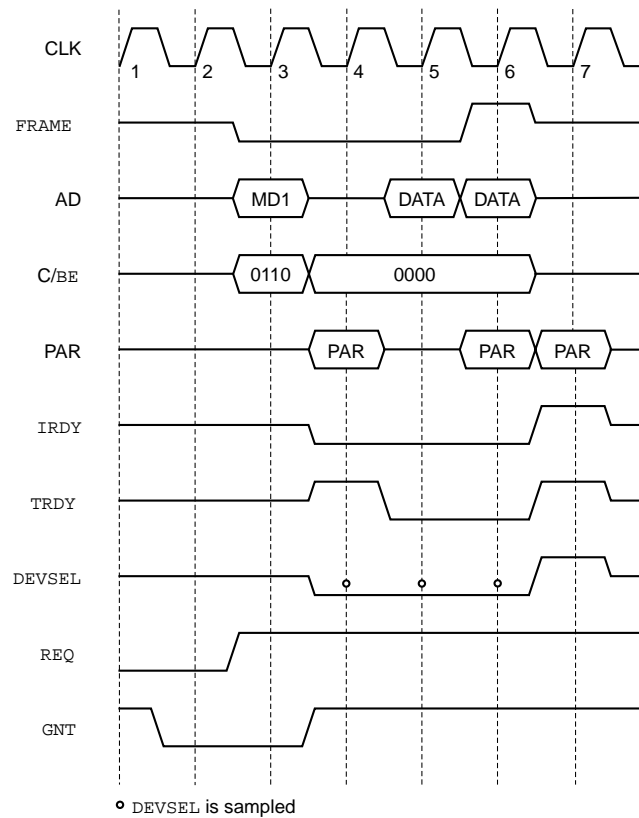 CLK
1 2 3 4 5 6 7
FRAME
AD MD1 DATA DATA
C/BE 0110 0000
PAR PAR PAR PAR
IRDY
TRDY
DEVSEL
REQ
GNT
DEVSEL is sampled